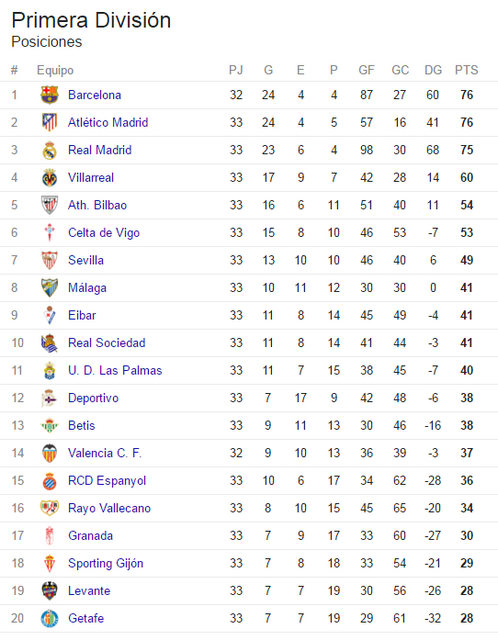 Primera División
Posiciones
# Equipo PJ G E P GF GC DG PTS
1 Barcelona 32 24 4 4 87 27 60 76
2 Atlético Madrid 33 24 4 5 57 16 41 76
3 Real Madrid 33 23 6 4 98 30 68 75
4 Villarreal 33 17 9 7 42 28 14 60
5 Ath. Bilbao 33 16 6 11 51 40 11 54
6 Celta de Vigo 33 15 8 10 46 53 -7 53
7 Sevilla 33 13 10 10 46 40 6 49
8 Málaga 33 10 11 12 30 30 0 41
9 Eibar 33 11 8 14 45 49 -4 41
10 Real Sociedad 33 11 8 14 41 44 -3 41
11 U. D. Las Palmas 33 11 7 15 38 45 -7 40
12 Deportivo 33 7 17 9 42 48 -6 38
13 Betis 33 9 11 13 30 46 -16 38
14 Valencia C. F. 32 9 10 13 36 39 -3 37
15 RCD Espanyol 33 10 6 17 34 62 -28 36
16 Rayo Vallecano 33 8 10 15 45 65 -20 34
17 Granada 33 7 9 17 33 60 -27 30
18 Sporting Gijón 33 7 8 18 33 54 -21 29
19 Levante 33 7 7 19 30 56 -26 28
20 Getafe 33 7 7 19 29 61 -32 28